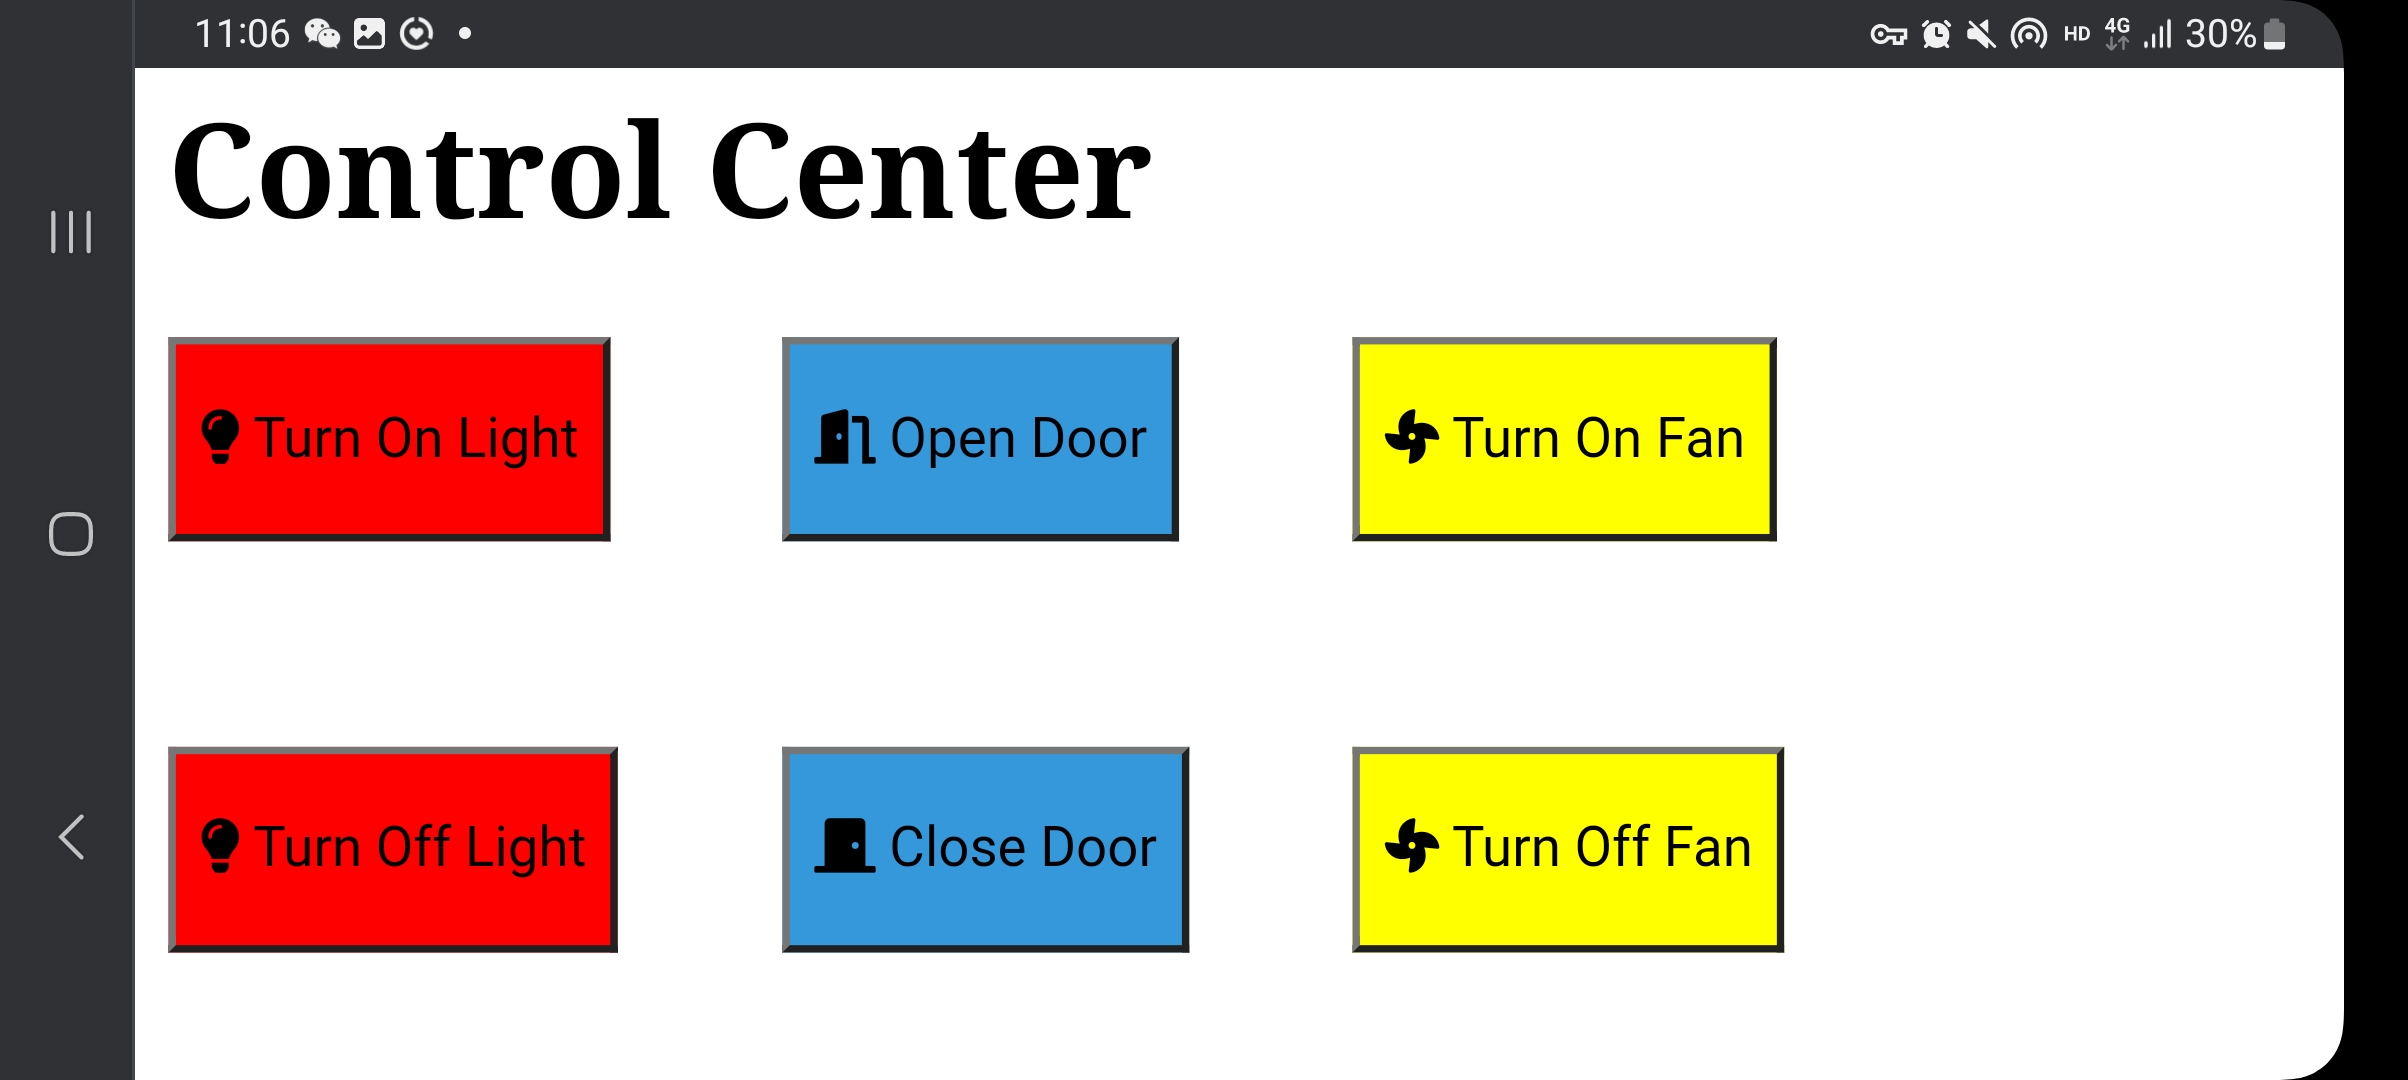 11:06 HD 4G 30%
Control Center
Turn On Light Open Door Turn On Fan
Turn Off Light Close Door Turn Off Fan